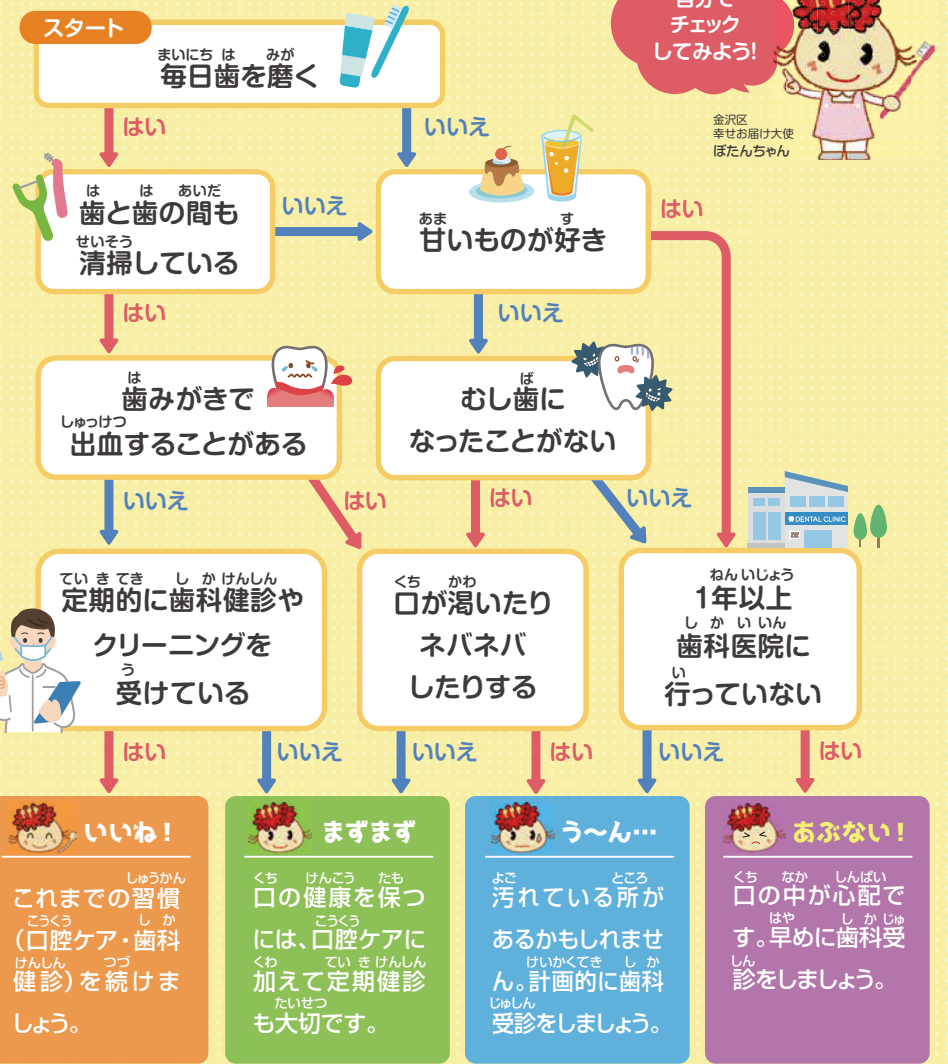 自分で
チェック
してみよう!
スタート
まいにち は みが
毎日歯を磨く
金沢区
幸せお届け大使
ぼたんちゃん
はい
いいえ
は は あいだ
歯と歯の間も
せいそう
清掃している
いいえ
あま す
甘いものが好き
はい
はい
いいえ
は
歯みがきで
しゅっけつ
出血することがある
ば
むし歯に
なったことがない
いいえ
はい
はい
いいえ
DENTAL CLINIC
てい き てき し か けんしん
定期的に歯科健診や
クリーニングを
う
受けている
くち かわ
口が渇いたり
ネバネバ
したりする
ねん いじょう
1年以上
し か い いん
歯科医院に
い
行っていない
はい
いいえ
いいえ
はい
いいえ
はい
いいね!
しゅうかん
これまでの習慣
こうくう し か
(口腔ケア・歯科
けんしん つづ
健診)を続けま
しょう。
まずまず
くち けんこう たも
口の健康を保つ
こうくう
には、口腔ケアに
くわ てい き けんしん
加えて定期健診
たいせつ
も大切です。
う〜ん…
よご ところ
汚れている所が
あるかもしれませ
けいかくてき し か
ん。計画的に歯科
じゅしん
受診をしましょう。
あぶない!
くち なか しんぱい
口の中が心配で
はや し か じゅ
す。早めに歯科受
しん
診をしましょう。